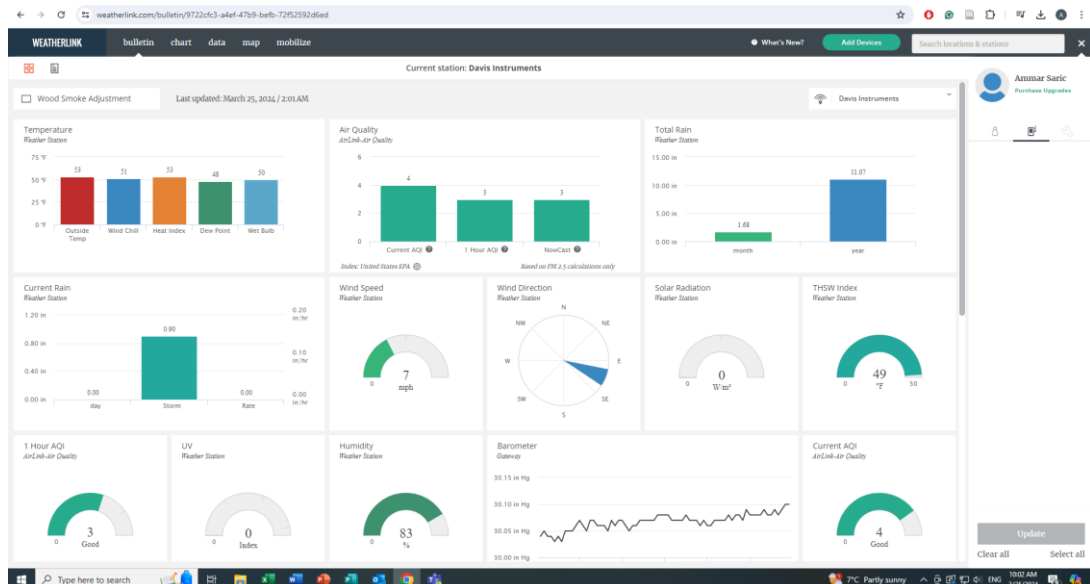 weatherlink.com/bulletin/9722cfc3-a4ef-47b9-befb-72f52592d6ed
WEATHERLINK bulletin chart data map mobilize What's New? Add Devices Search locations & stations
Current station: Davis Instruments
Ammar Saric
Purchase Upgrades
Wood Smoke Adjustment Last updated: March 25, 2024 / 2:01 AM Davis Instruments
Temperature
Weather Station
75 °F
50 °F
25 °F
0 °F
53 51 53 48 50
Outside Temp Wind Chill Heat Index Dew Point Wet Bulb
Air Quality
AirLink-Air Quality
6
4
2
0
4 3 3
Current AQI 1 Hour AQI NowCast
Index: United States EPA Based on PM 2.5 calculations only
Total Rain
Weather Station
15.00 in
10.00 in
5.00 in
0.00 in
1.68 11.07
month year
Current Rain
Weather Station
1.20 in
0.80 in
0.40 in
0.00 in
0.00 0.90 0.00
day Storm Rate
0.20 in/hr
0.10 in/hr
0.00 in/hr
Wind Speed
Weather Station
7
0 mph
Wind Direction
Weather Station
N
NW NE
W E
SW SE
S
Solar Radiation
Weather Station
0
0 W/m²
THSW Index
Weather Station
49
0 °F 50
1 Hour AQI
AirLink-Air Quality
3
0 Good
UV
Weather Station
0
0 Index
Humidity
Weather Station
83
0 %
Barometer
Gateway
30.15 in Hg
30.10 in Hg
30.05 in Hg
30.00 in Hg
Current AQI
AirLink-Air Quality
4
0 Good
Update
Clear all Select all
Type here to search 7°C Partly sunny ENG 10:02 AM